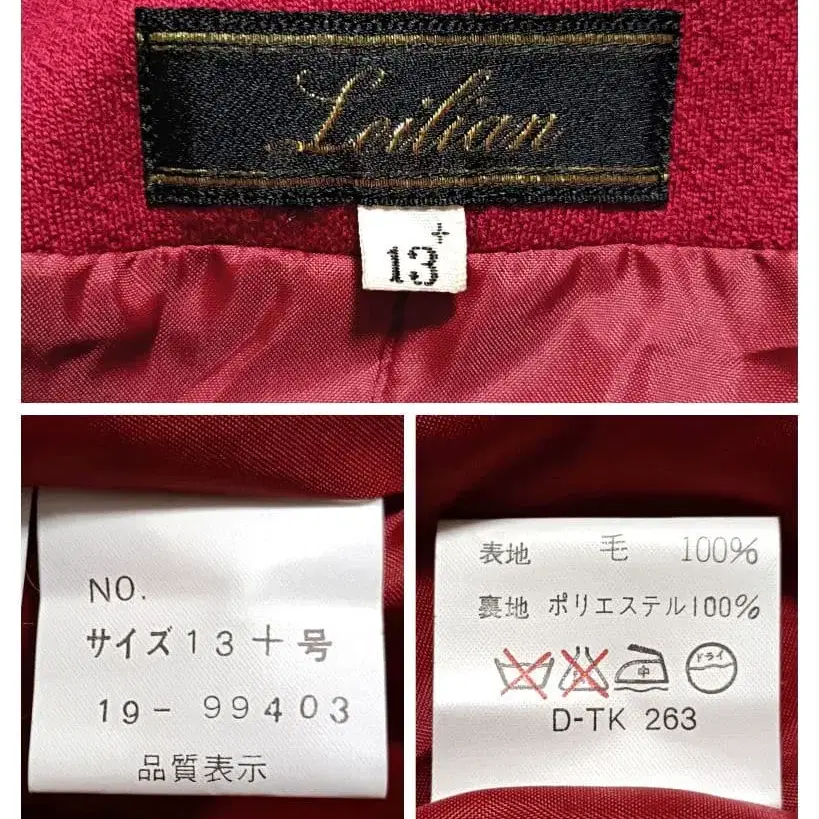 Leilian
13+
NO.
サイズ13+号
19-99403
品質表示
表地 毛 100%
裏地 ポリエステル100%
中 ドライ
D-TK 263